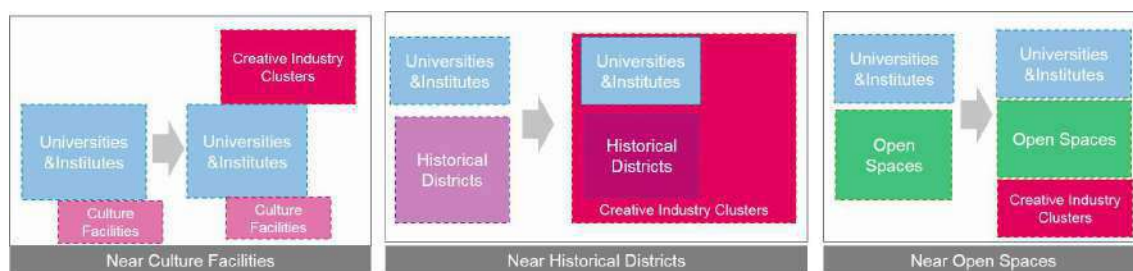 Creative Industry
Clusters
Universities
&Institutes
Universities
&Institutes
Culture
Facilities
Culture
Facilities
Near Culture Facilities
Universities
&Institutes
Historical
Districts
Universities
&Institutes
Historical
Districts
Creative Industry Clusters
Near Historical Districts
Universities
&Institutes
Open
Spaces
Universities
&Institutes
Open Spaces
Creative Industry
Clusters
Near Open Spaces